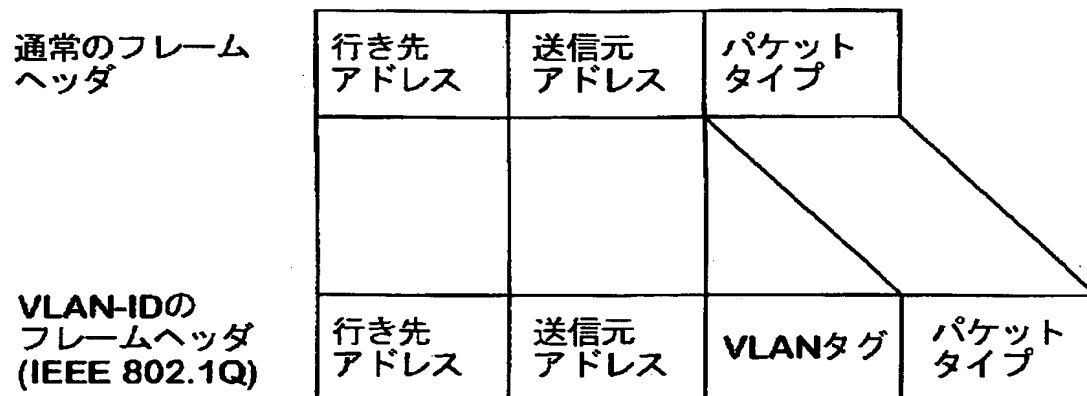 通常のフレーム
ヘッダ
行き先
アドレス
送信元
アドレス
パケット
タイプ
VLAN-IDの
フレームヘッダ
(IEEE 802.1Q)
行き先
アドレス
送信元
アドレス
VLANタグ
パケット
タイプ